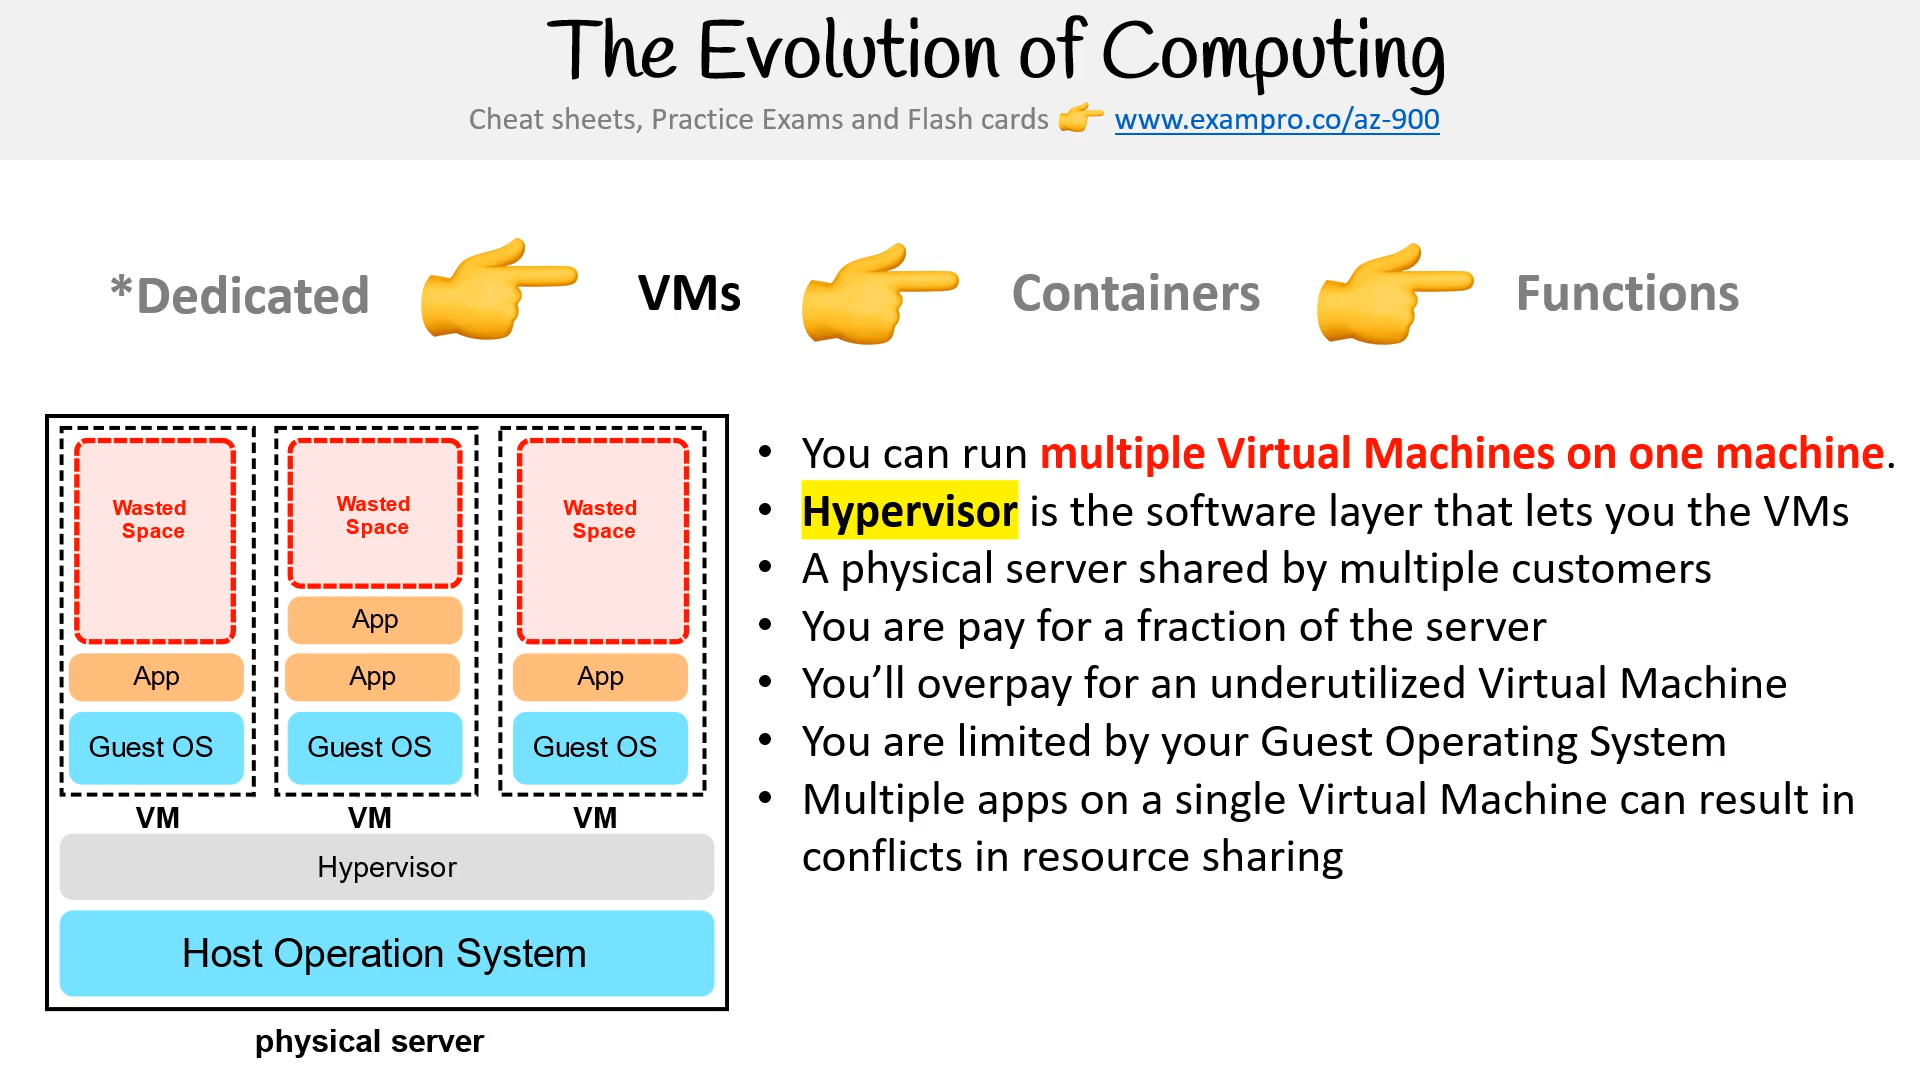 The Evolution of Computing
Cheat sheets, Practice Exams and Flash cards 👉 www.exampro.co/az-900
*Dedicated 👉 VMs 👉 Containers 👉 Functions
Wasted
Space
App
Guest OS
VM
Wasted
Space
App
App
Guest OS
VM
Wasted
Space
App
Guest OS
VM
Hypervisor
Host Operation System
physical server
• You can run multiple Virtual Machines on one machine.
• Hypervisor is the software layer that lets you the VMs
• A physical server shared by multiple customers
• You are pay for a fraction of the server
• You’ll overpay for an underutilized Virtual Machine
• You are limited by your Guest Operating System
• Multiple apps on a single Virtual Machine can result in
conflicts in resource sharing